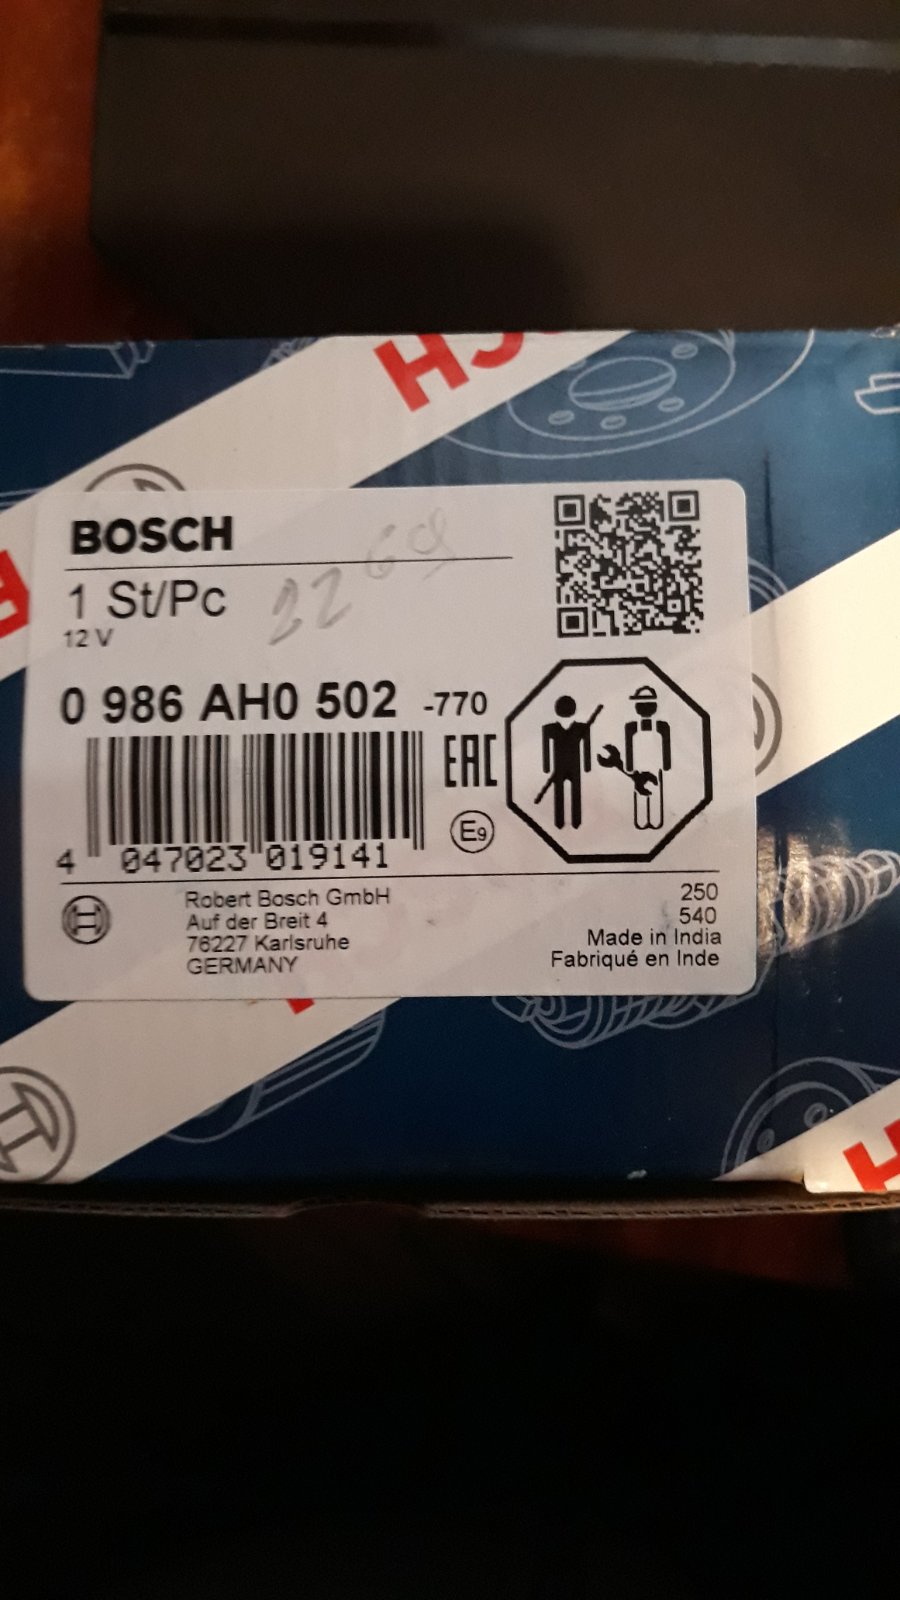 BOSCH
1 St/Pc
12 V
2269
0 986 AH0 502 -770
EAC
E9
4 047023 019141
Robert Bosch GmbH
Auf der Breit 4
76227 Karlsruhe
GERMANY
250
540
Made in India
Fabriqué en Inde